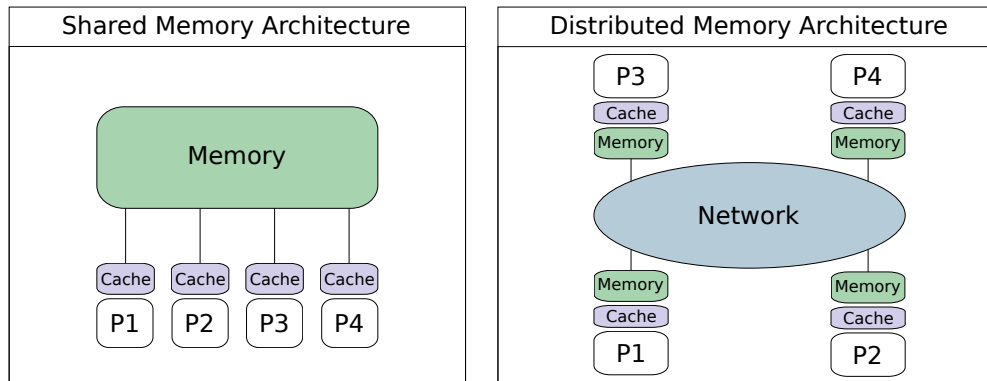 Shared Memory Architecture
Memory
Cache Cache Cache Cache
P1 P2 P3 P4
Distributed Memory Architecture
P3 P4
Cache Cache
Memory Memory
Network
Memory Memory
Cache Cache
P1 P2